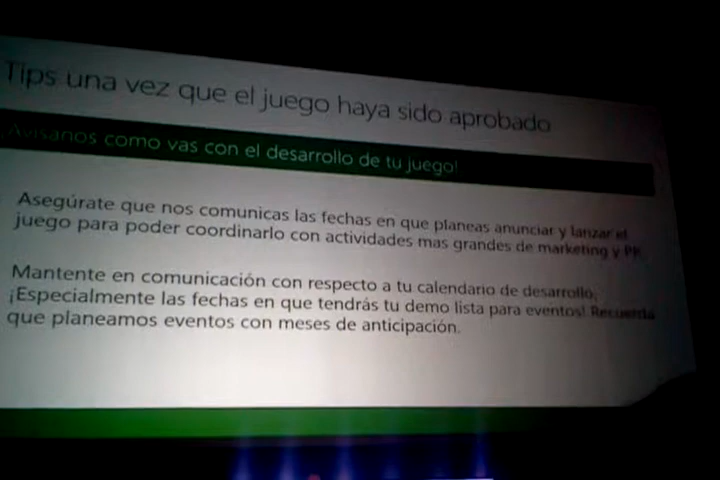 Tips una vez que el juego haya sido aprobado
¡Avísanos como vas con el desarrollo de tu juego!
Asegúrate que nos comunicas las fechas en que planeas anunciar y lanzar el
juego para poder coordinarlo con actividades mas grandes de marketing y PR
Mantente en comunicación con respecto a tu calendario de desarrollo,
¡Especialmente las fechas en que tendrás tu demo lista para eventos! Recuerda
que planeamos eventos con meses de anticipación.